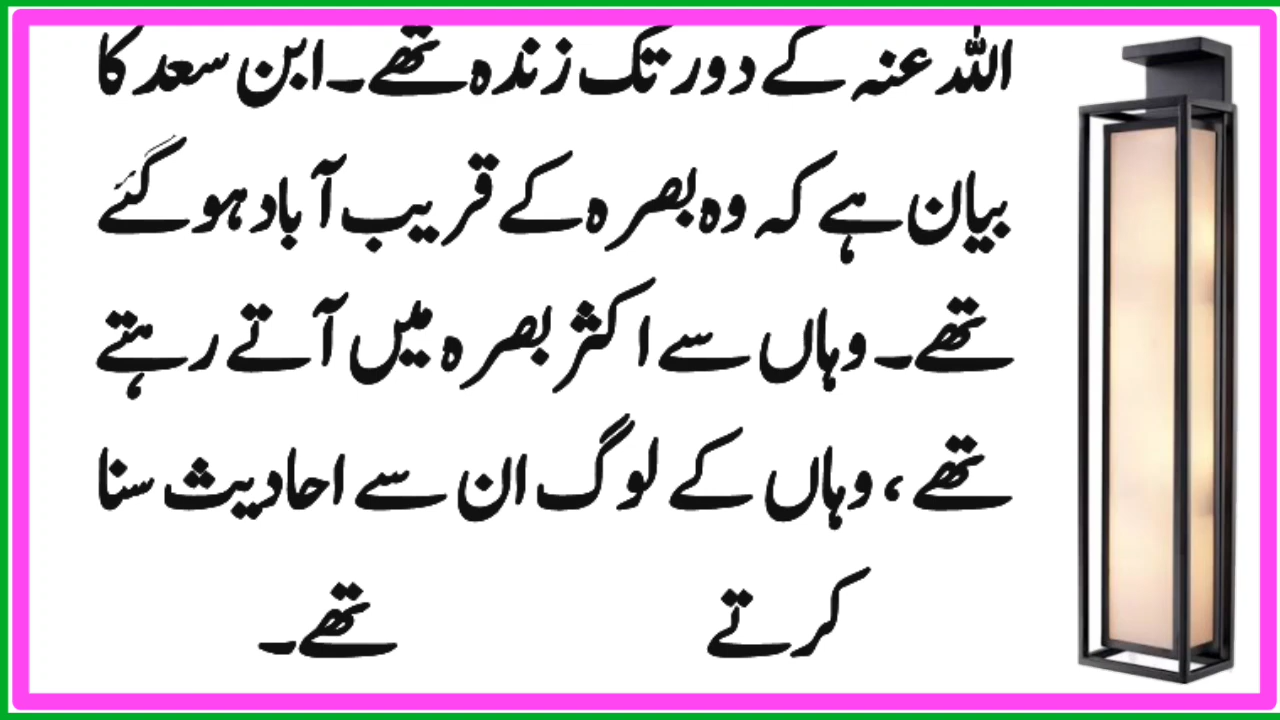 اللہ عنہ کے دور تک زندہ تھے۔ ابن سعد کا
بیان ہے کہ وہ بصرہ کے قریب آباد ہو گئے
تھے۔ وہاں سے اکثر بصرہ میں آتے رہتے
تھے، وہاں کے لوگ ان سے احادیث سنا
کرتے تھے۔